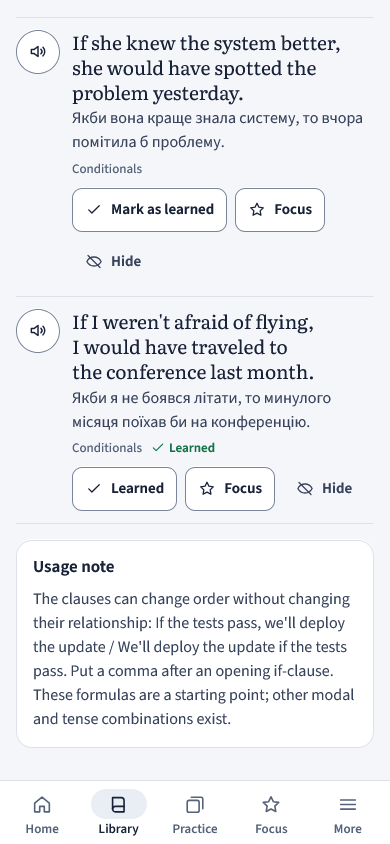 If she knew the system better,
she would have spotted the
problem yesterday.
Якби вона краще знала систему, то вчора
помітила б проблему.
Conditionals
Mark as learned
Focus
Hide
If I weren't afraid of flying,
I would have traveled to
the conference last month.
Якби я не боявся літати, то минулого
місяця поїхав би на конференцію.
Conditionals Learned
Learned
Focus
Hide
Usage note
The clauses can change order without changing
their relationship: If the tests pass, we'll deploy
the update / We'll deploy the update if the tests
pass. Put a comma after an opening if-clause.
These formulas are a starting point; other modal
and tense combinations exist.
Home
Library
Practice
Focus
More